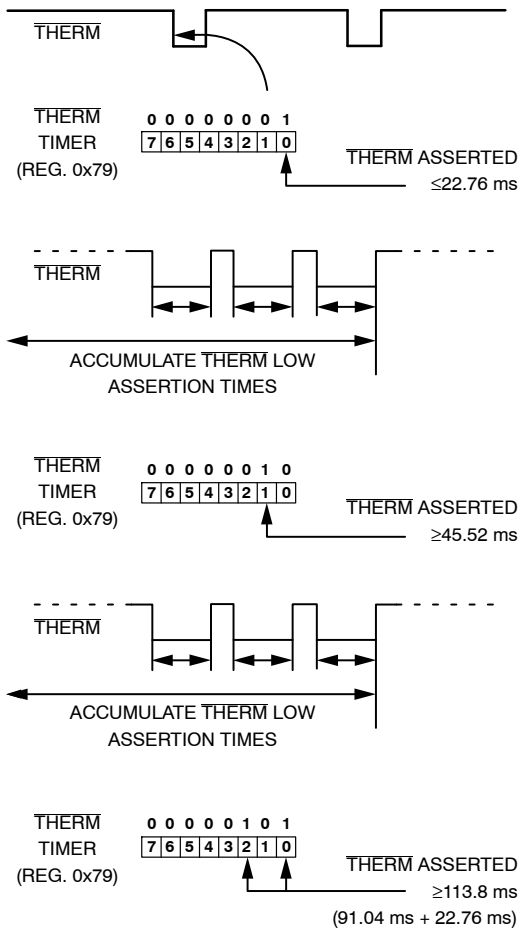 THERM
THERM
TIMER
(REG. 0x79)
0 0 0 0 0 0 0 1
7 6 5 4 3 2 1 0
THERM ASSERTED
≤22.76 ms
THERM
ACCUMULATE THERM LOW
ASSERTION TIMES
THERM
TIMER
(REG. 0x79)
0 0 0 0 0 0 1 0
7 6 5 4 3 2 1 0
THERM ASSERTED
≥45.52 ms
THERM
ACCUMULATE THERM LOW
ASSERTION TIMES
THERM
TIMER
(REG. 0x79)
0 0 0 0 0 1 0 1
7 6 5 4 3 2 1 0
THERM ASSERTED
≥113.8 ms
(91.04 ms + 22.76 ms)